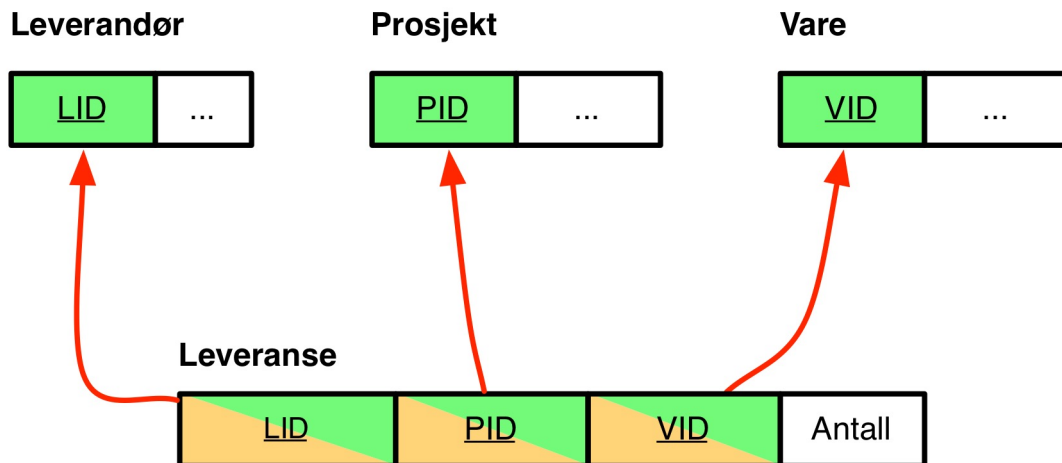 Leverandør
Prosjekt
Vare
LID
...
PID
...
VID
...
Leveranse
LID
PID
VID
Antall